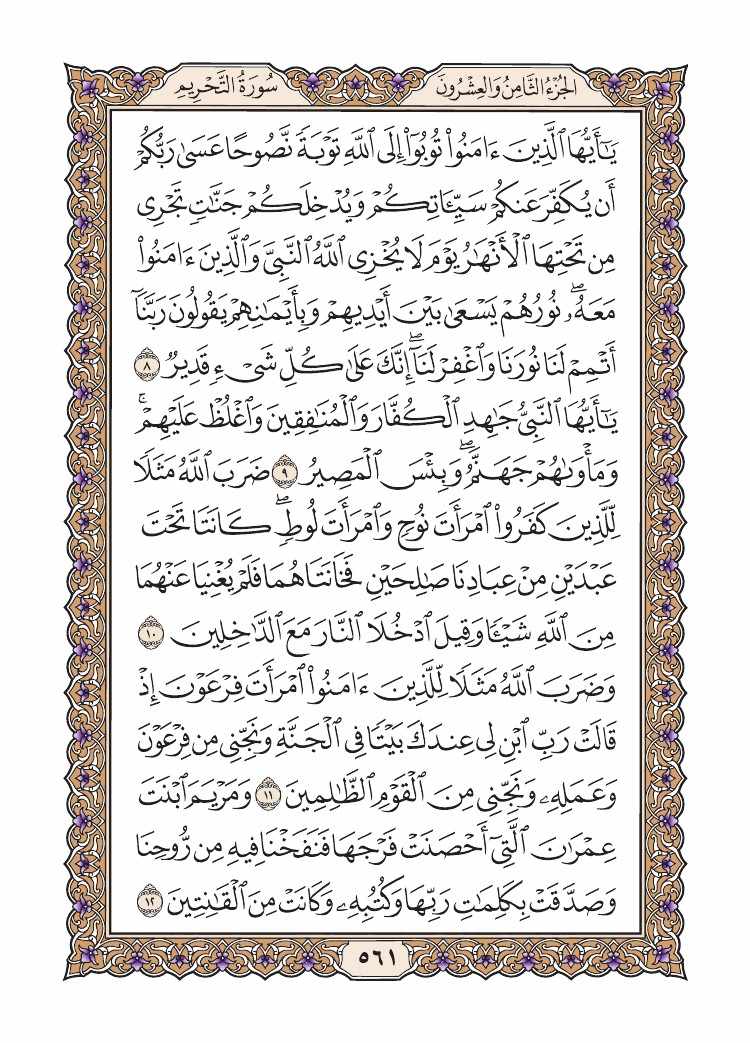 الجُزْءُ الثَّامِنُ وَالعِشْرُونَ
سُورَةُ التَّحْرِيمِ
يَـٰٓأَيُّهَا ٱلَّذِينَ ءَامَنُوا۟ تُوبُوٓا۟ إِلَى ٱللَّهِ تَوْبَةً نَّصُوحًا عَسَىٰ رَبُّكُمْ
أَن يُكَفِّرَ عَنكُمْ سَيِّـَٔاتِكُمْ وَيُدْخِلَكُمْ جَنَّـٰتٍ تَجْرِى
مِن تَحْتِهَا ٱلْأَنْهَـٰرُ يَوْمَ لَا يُخْزِى ٱللَّهُ ٱلنَّبِىَّ وَٱلَّذِينَ ءَامَنُوا۟
مَعَهُۥ ۖ نُورُهُمْ يَسْعَىٰ بَيْنَ أَيْدِيهِمْ وَبِأَيْمَـٰنِهِمْ يَقُولُونَ رَبَّنَآ
أَتْمِمْ لَنَا نُورَنَا وَٱغْفِرْ لَنَآ ۖ إِنَّكَ عَلَىٰ كُلِّ شَىْءٍ قَدِيرٌ ٨
يَـٰٓأَيُّهَا ٱلنَّبِىُّ جَـٰهِدِ ٱلْكُفَّارَ وَٱلْمُنَـٰفِقِينَ وَٱغْلُظْ عَلَيْهِمْ ۚ
وَمَأْوَىٰهُمْ جَهَنَّمُ ۖ وَبِئْسَ ٱلْمَصِيرُ ٩ ضَرَبَ ٱللَّهُ مَثَلًا
لِّلَّذِينَ كَفَرُوا۟ ٱمْرَأَتَ نُوحٍ وَٱمْرَأَتَ لُوطٍ ۖ كَانَتَا تَحْتَ
عَبْدَيْنِ مِنْ عِبَادِنَا صَـٰلِحَيْنِ فَخَانَتَاهُمَا فَلَمْ يُغْنِيَا عَنْهُمَا
مِنَ ٱللَّهِ شَيْـًٔا وَقِيلَ ٱدْخُلَا ٱلنَّارَ مَعَ ٱلدَّٰخِلِينَ ١٠
وَضَرَبَ ٱللَّهُ مَثَلًا لِّلَّذِينَ ءَامَنُوا۟ ٱمْرَأَتَ فِرْعَوْنَ إِذْ
قَالَتْ رَبِّ ٱبْنِ لِى عِندَكَ بَيْتًا فِى ٱلْجَنَّةِ وَنَجِّنِى مِن فِرْعَوْنَ
وَعَمَلِهِۦ وَنَجِّنِى مِنَ ٱلْقَوْمِ ٱلظَّـٰلِمِينَ ١١ وَمَرْيَمَ ٱبْنَتَ
عِمْرَٰنَ ٱلَّتِىٓ أَحْصَنَتْ فَرْجَهَا فَنَفَخْنَا فِيهِ مِن رُّوحِنَا
وَصَدَّقَتْ بِكَلِمَـٰتِ رَبِّهَا وَكُتُبِهِۦ وَكَانَتْ مِنَ ٱلْقَـٰنِتِينَ ١٢
٥٦١